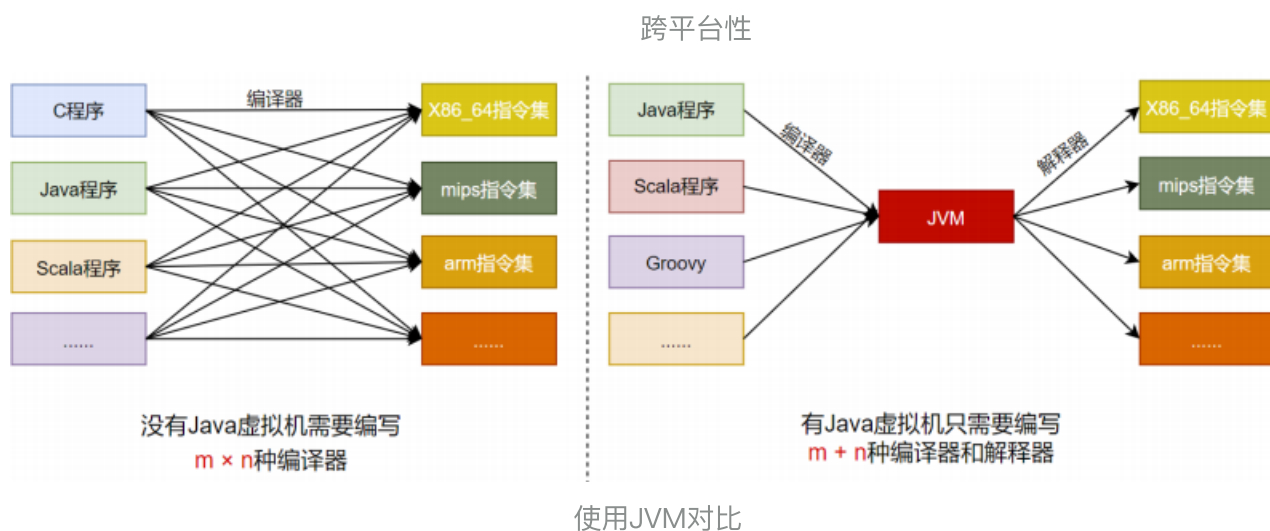 跨平台性
C程序
Java程序
Scala程序
......
编译器
X86_64指令集
mips指令集
arm指令集
......
没有Java虚拟机需要编写
m × n种编译器
Java程序
Scala程序
Groovy
......
编译器
JVM
解释器
X86_64指令集
mips指令集
arm指令集
......
有Java虚拟机只需要编写
m + n种编译器和解释器
使用JVM对比